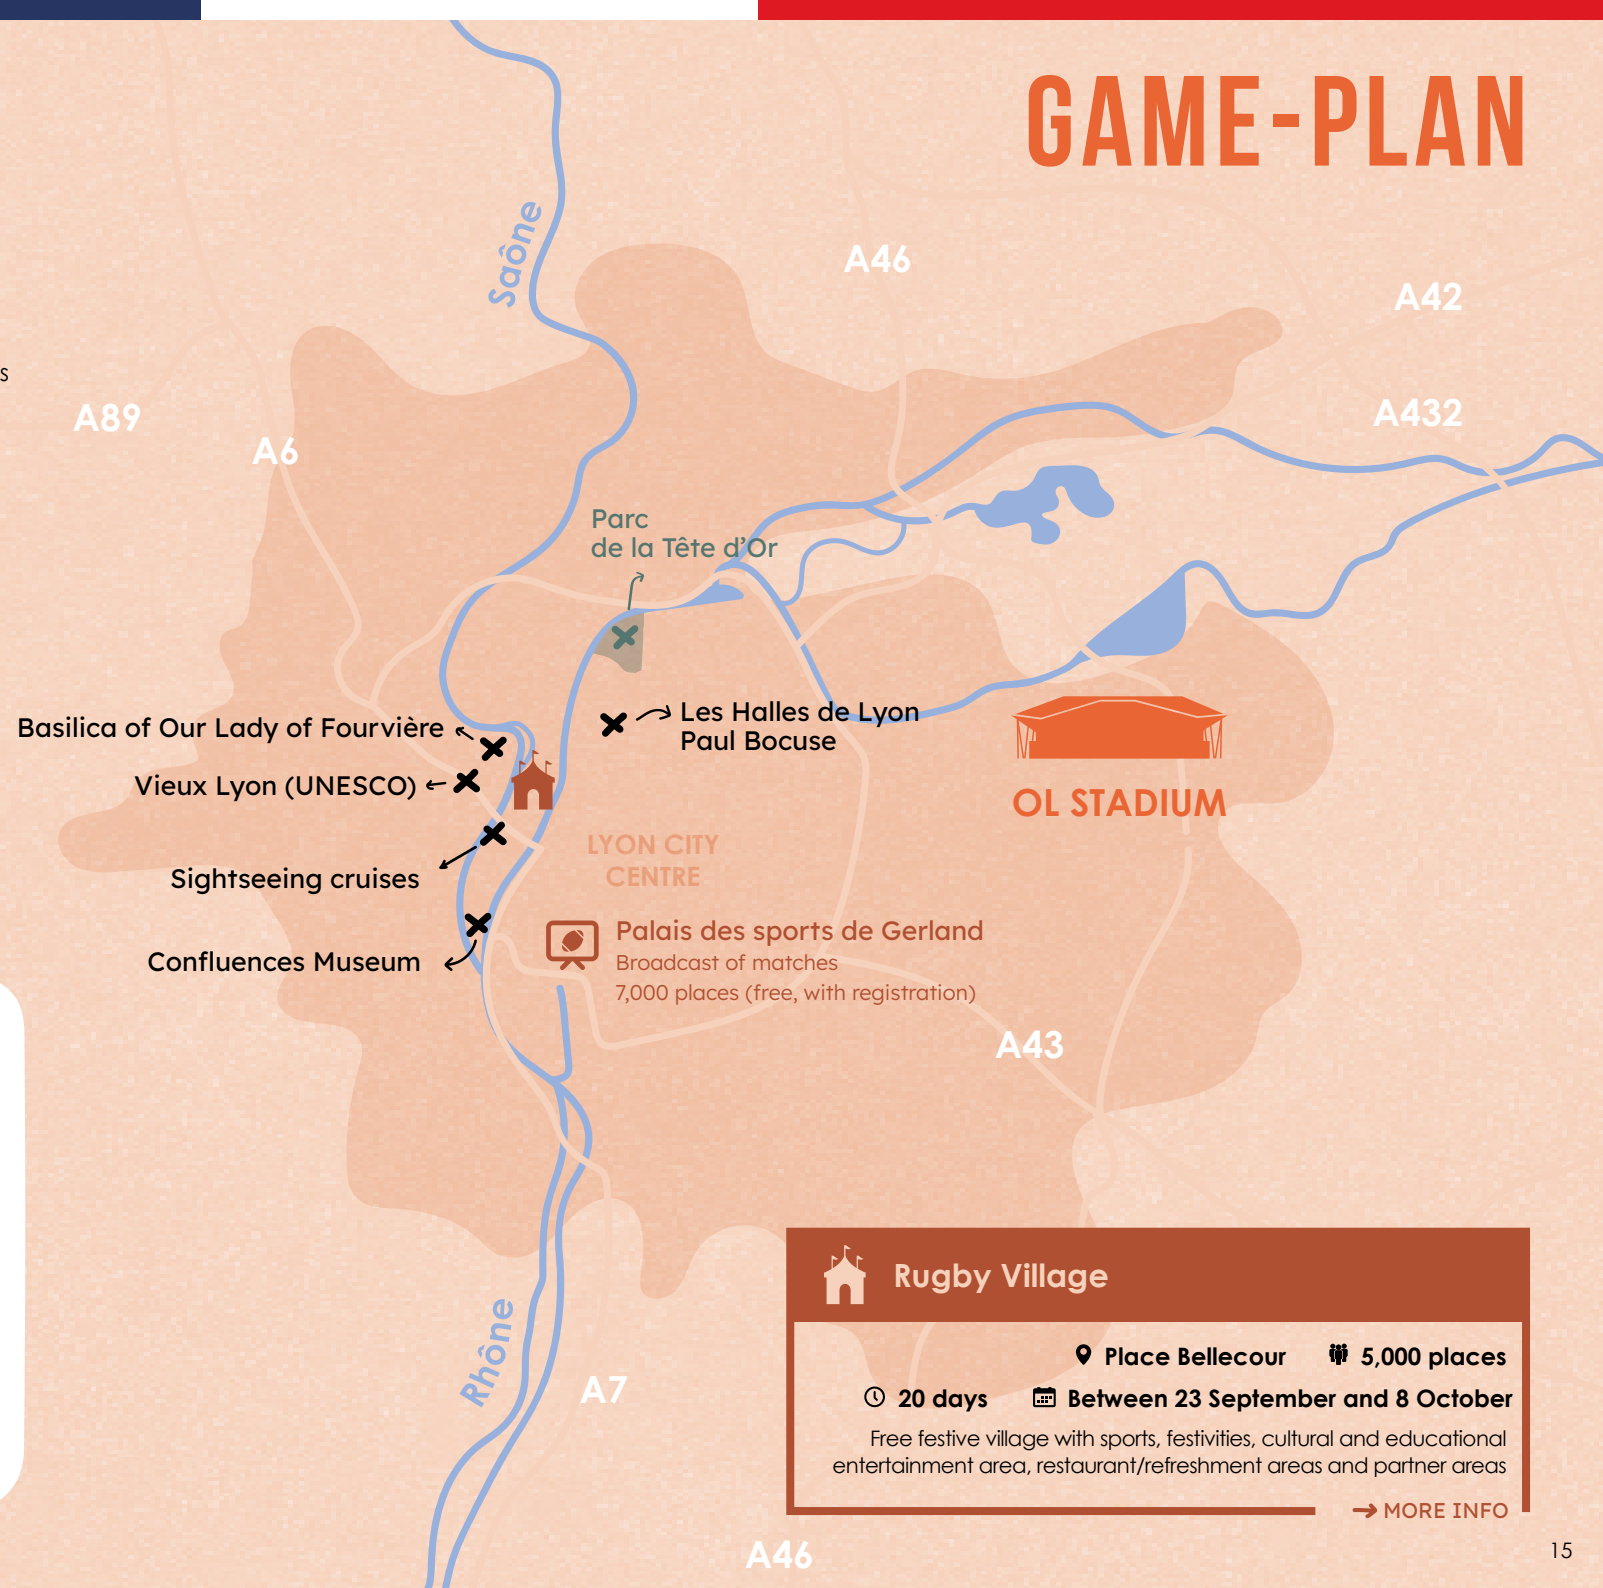 GAME-PLAN
Saône
A46
A42
s
A89
A432
A6
Parc
de la Tête d'Or
Basilica of Our Lady of Fourvière
Les Halles de Lyon
Paul Bocuse
Vieux Lyon (UNESCO)
OL STADIUM
LYON CITY
CENTRE
Sightseeing cruises
Palais des sports de Gerland
Broadcast of matches
7,000 places (free, with registration)
Confluences Museum
A43
Rugby Village
Place Bellecour 5,000 places
20 days Between 23 September and 8 October
Free festive village with sports, festivities, cultural and educational
entertainment area, restaurant/refreshment areas and partner areas
MORE INFO
Rhône
A7
A46
15